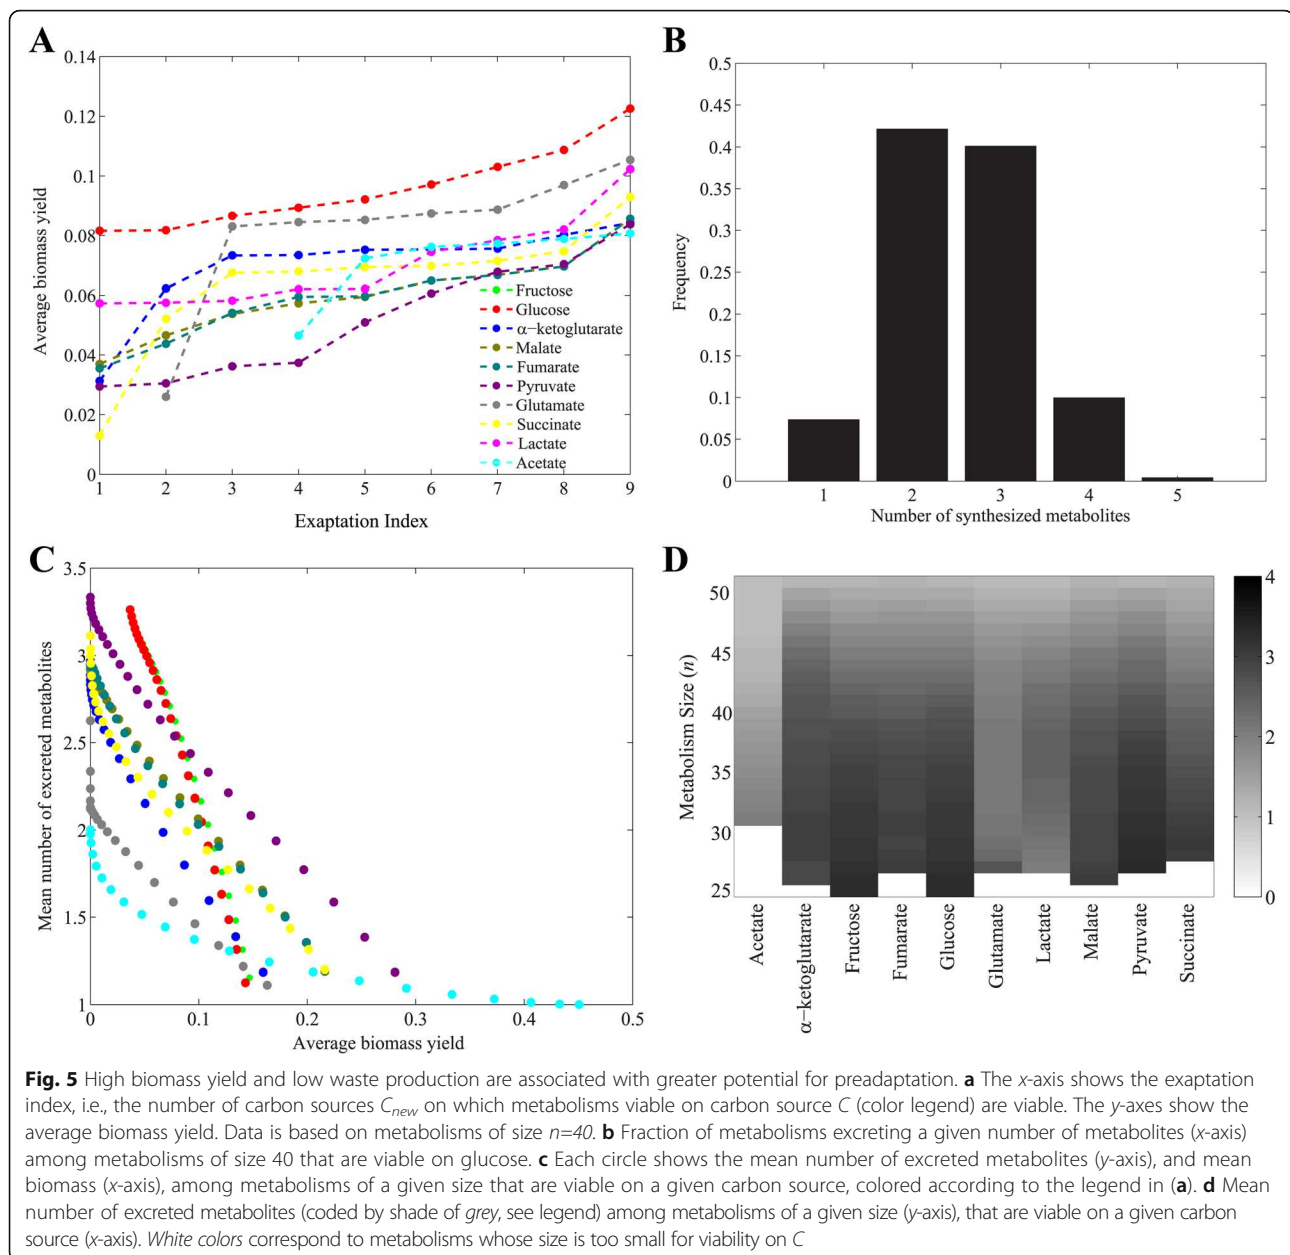 A
0.14
0.12
0.1
0.08
0.06
0.04
0.02
0
Average biomass yield
Fructose
Glucose
α−ketoglutarate
Malate
Fumarate
Pyruvate
Glutamate
Succinate
Lactate
Acetate
1 2 3 4 5 6 7 8 9
Exaptation Index
B
0.5
0.45
0.4
0.35
0.3
0.25
0.2
0.15
0.1
0.05
0
Frequency
1 2 3 4 5
Number of synthesized metabolites
C
3.5
3
2.5
2
1.5
1
Mean number of excreted metabolites
0 0.1 0.2 0.3 0.4 0.5
Average biomass yield
D
50
45
40
35
30
25
Metabolism Size (n)
Acetate
α−ketoglutarate
Fructose
Fumarate
Glucose
Glutamate
Lactate
Malate
Pyruvate
Succinate
4
3
2
1
0
Fig. 5 High biomass yield and low waste production are associated with greater potential for preadaptation. a The x-axis shows the exaptation
index, i.e., the number of carbon sources Cnew on which metabolisms viable on carbon source C (color legend) are viable. The y-axes show the
average biomass yield. Data is based on metabolisms of size n=40. b Fraction of metabolisms excreting a given number of metabolites (x-axis)
among metabolisms of size 40 that are viable on glucose. c Each circle shows the mean number of excreted metabolites (y-axis), and mean
biomass (x-axis), among metabolisms of a given size that are viable on a given carbon source, colored according to the legend in (a). d Mean
number of excreted metabolites (coded by shade of grey, see legend) among metabolisms of a given size (y-axis), that are viable on a given carbon
source (x-axis). White colors correspond to metabolisms whose size is too small for viability on C